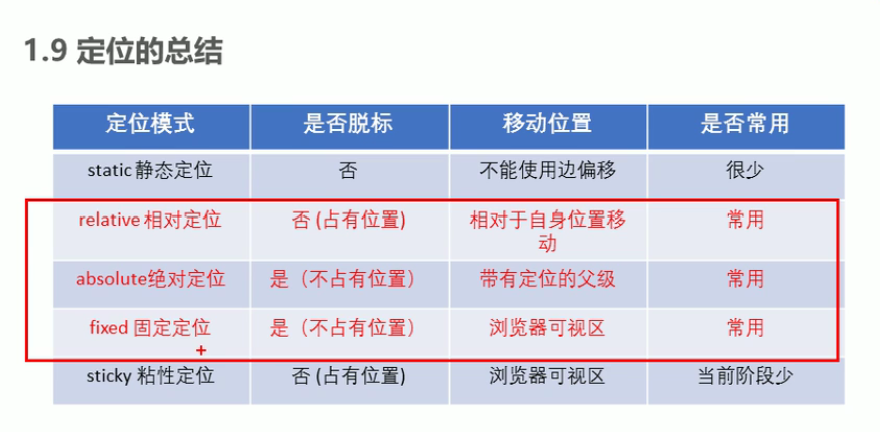 1.9 定位的总结
定位模式 是否脱标 移动位置 是否常用
static 静态定位 否 不能使用边偏移 很少
relative 相对定位 否 (占有位置) 相对于自身位置移
动 常用
absolute绝对定位 是（不占有位置） 带有定位的父级 常用
fixed 固定定位 是（不占有位置） 浏览器可视区 常用
sticky 粘性定位 否 (占有位置) 浏览器可视区 当前阶段少